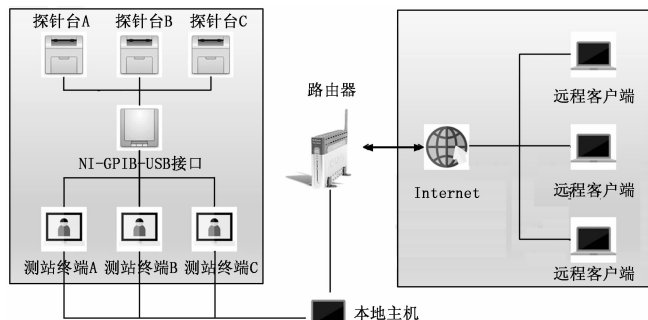 探针台A
探针台B
探针台C
NI-GPIB-USB接口
测站终端A
测站终端B
测站终端C
路由器
本地主机
Internet
远程客户端
远程客户端
远程客户端